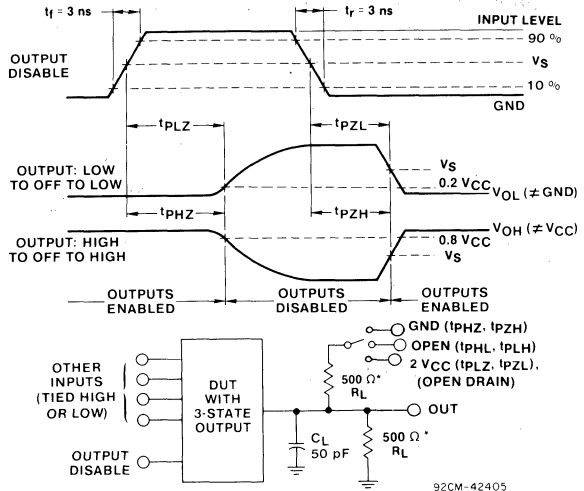 tf = 3 ns
tr = 3 ns
INPUT LEVEL
90 %
VS
10 %
GND
OUTPUT
DISABLE
tPLZ
tPZL
OUTPUT: LOW
TO OFF TO LOW
VS
0.2 VCC
VOL (≠ GND)
tPHZ
tPZH
OUTPUT: HIGH
TO OFF TO HIGH
VOH (≠ VCC)
0.8 VCC
VS
OUTPUTS
ENABLED
OUTPUTS
DISABLED
OUTPUTS
ENABLED
GND (tPHZ, tPZH)
OPEN (tPHL, tPLH)
2 VCC (tPLZ, tPZL),
(OPEN DRAIN)
OTHER
INPUTS
(TIED HIGH
OR LOW)
OUTPUT
DISABLE
DUT
WITH
3-STATE
OUTPUT
500 Ω*
RL
OUT
CL
50 pF
500 Ω*
RL
92CM-42405